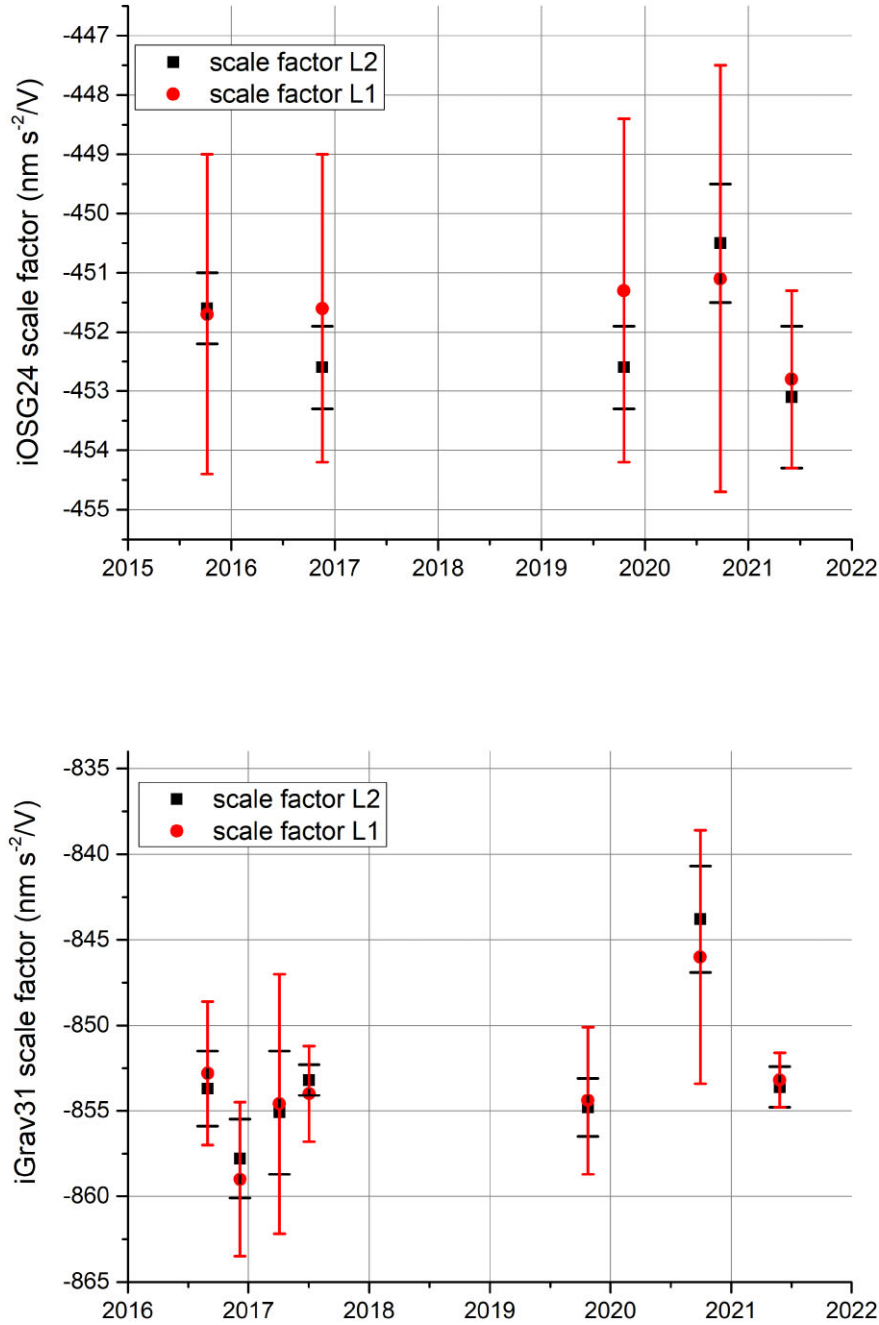 -447
-448
-449
-450
-451
-452
-453
-454
-455
iOSG24 scale factor (nm s⁻²/V)
scale factor L2
scale factor L1
2015 2016 2017 2018 2019 2020 2021 2022
-835
-840
-845
-850
-855
-860
-865
iGrav31 scale factor (nm s⁻²/V)
scale factor L2
scale factor L1
2016 2017 2018 2019 2020 2021 2022